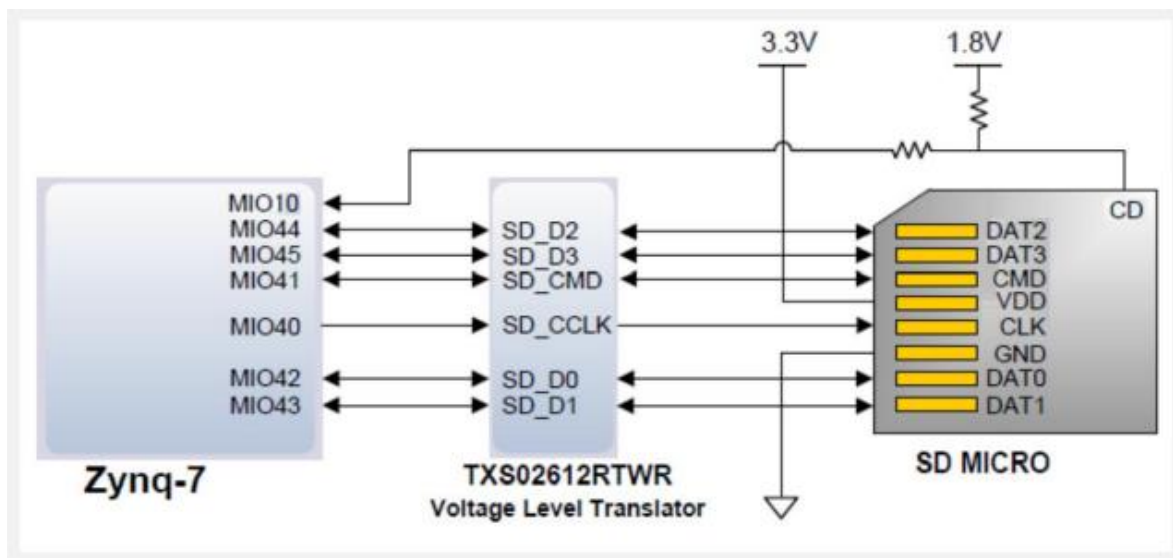 3.3V 1.8V
CD
MIO10
MIO44 SD_D2 DAT2
MIO45 SD_D3 DAT3
MIO41 SD_CMD CMD
VDD
MIO40 SD_CCLK CLK
GND
MIO42 SD_D0 DAT0
MIO43 SD_D1 DAT1
Zynq-7
TXS02612RTWR
Voltage Level Translator
SD MICRO